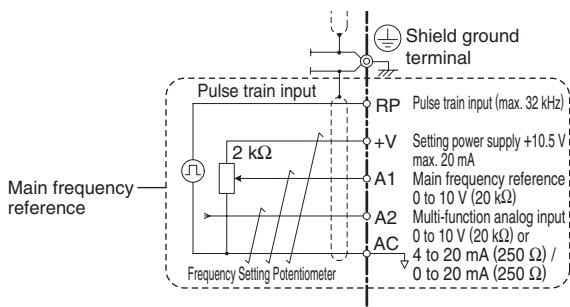 Shield ground
terminal
Pulse train input
RP Pulse train input (max. 32 kHz)
+V Setting power supply +10.5 V
max. 20 mA
2 kΩ
A1 Main frequency reference
0 to 10 V (20 kΩ)
Main frequency
reference
A2 Multi-function analog input
0 to 10 V (20 kΩ) or
4 to 20 mA (250 Ω) /
0 to 20 mA (250 Ω)
AC
Frequency Setting Potentiometer